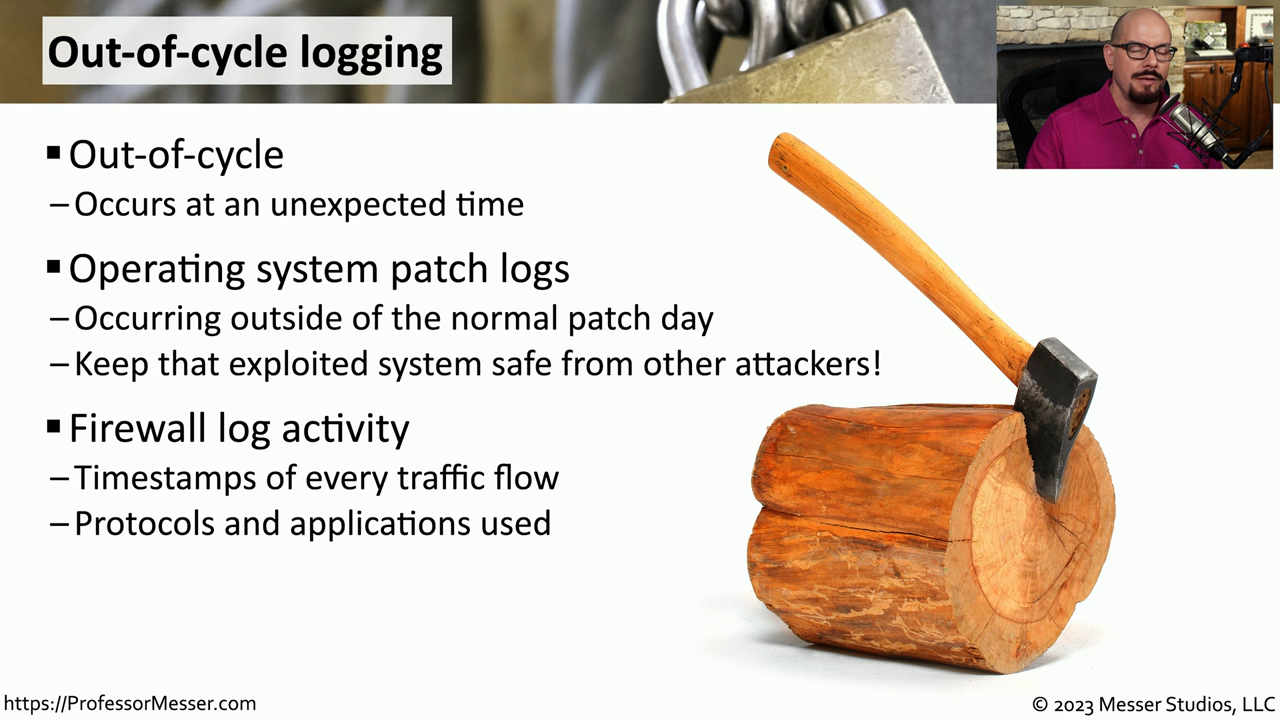 Out-of-cycle logging
▪ Out-of-cycle
– Occurs at an unexpected time
▪ Operating system patch logs
– Occurring outside of the normal patch day
– Keep that exploited system safe from other attackers!
▪ Firewall log activity
– Timestamps of every traffic flow
– Protocols and applications used
https://ProfessorMesser.com
© 2023 Messer Studios, LLC